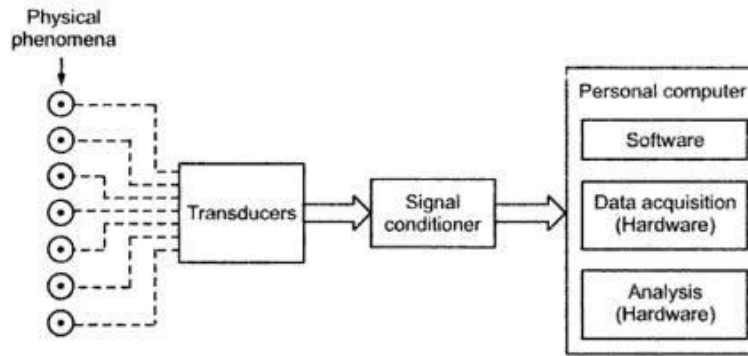 Physical
phenomena
Transducers
Signal
conditioner
Personal computer
Software
Data acquisition
(Hardware)
Analysis
(Hardware)